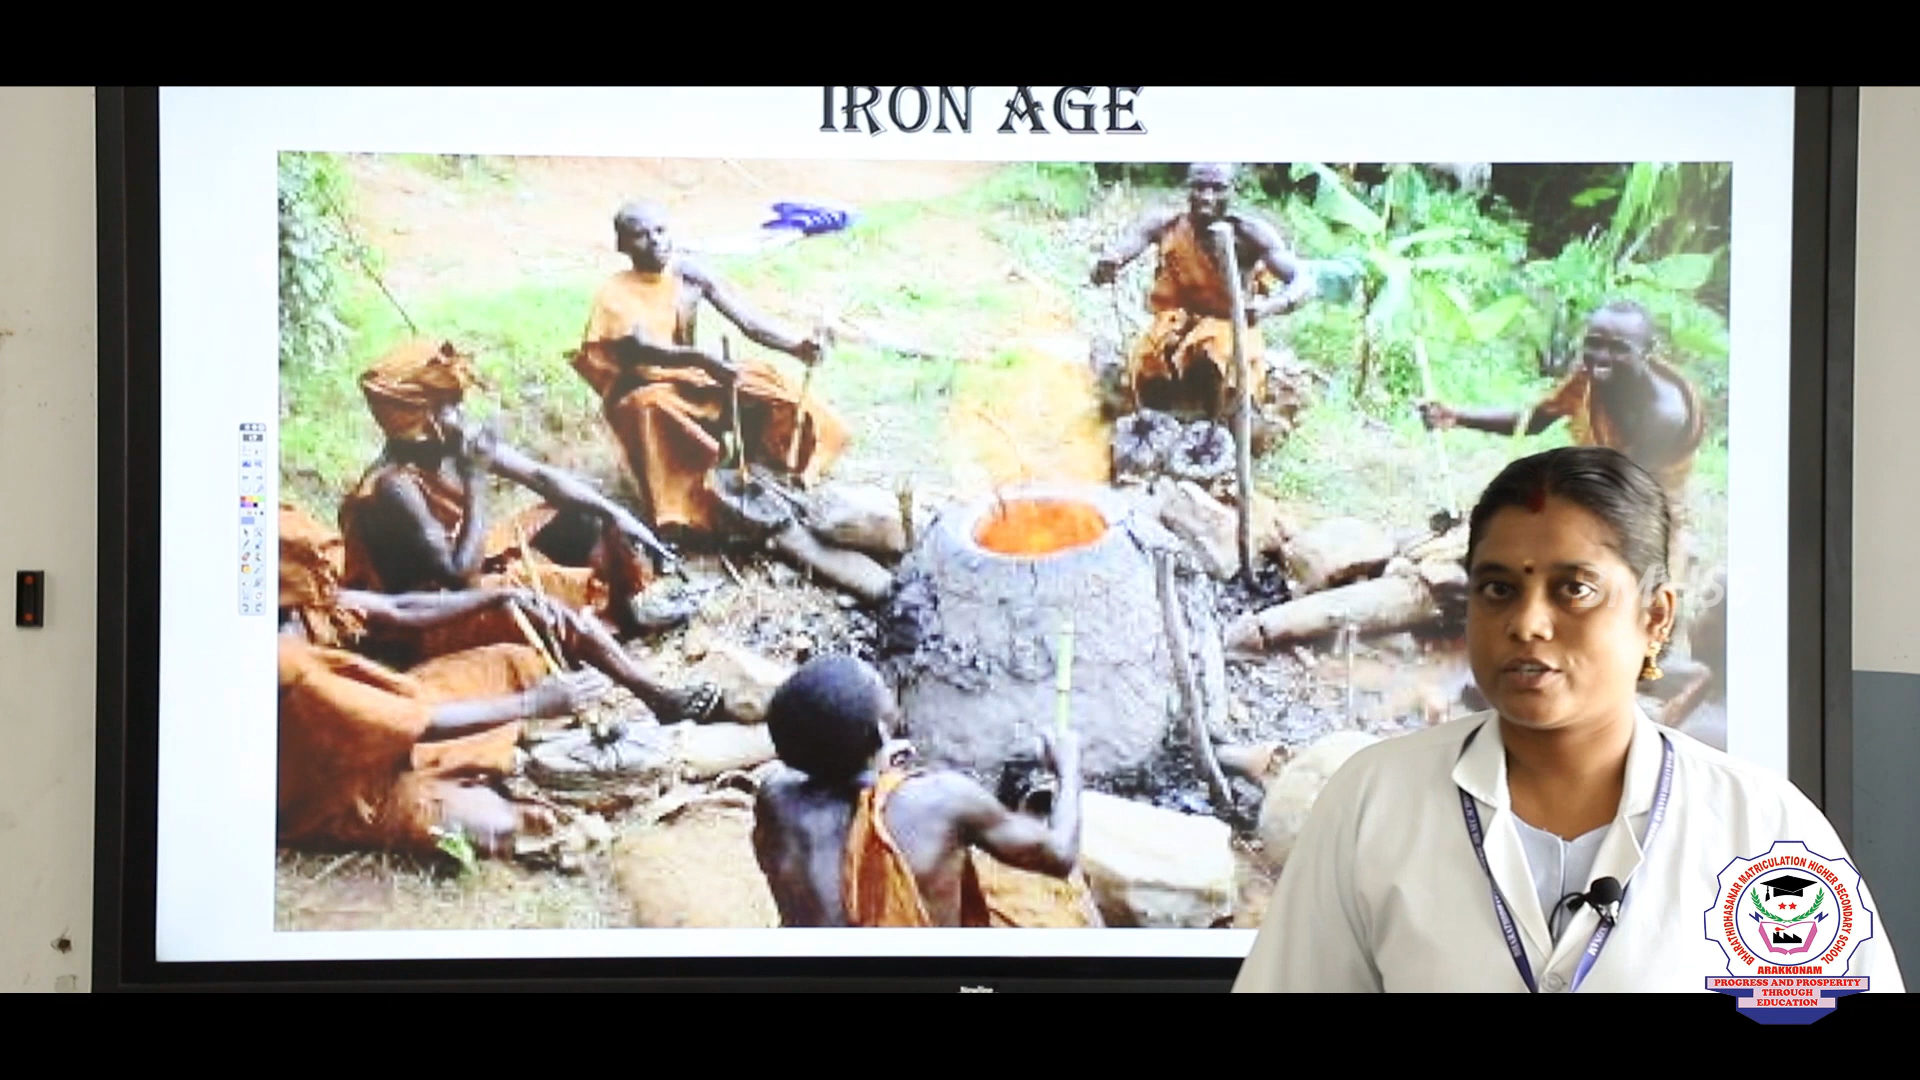 IRON AGE
BHARATHIDHASANAR MATRICULATION HIGHER SECONDARY SCHOOL
ARAKKONAM
PROGRESS AND PROSPERITY
THROUGH
EDUCATION